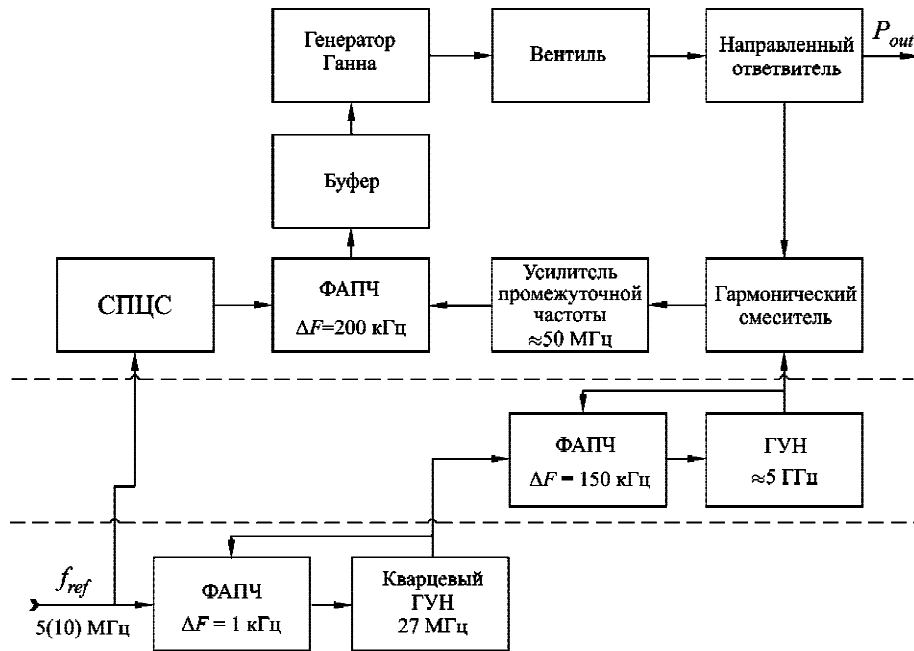 Генератор
Ганна
Вентиль
Направленный
ответвитель
P_out
Буфер
СПЦС
ФАПЧ
ΔF=200 кГц
Усилитель
промежуточной
частоты
≈50 МГц
Гармонический
смеситель
ФАПЧ
ΔF = 150 кГц
ГУН
≈5 ГГц
f_ref
5(10) МГц
ФАПЧ
ΔF = 1 кГц
Кварцевый
ГУН
27 МГц